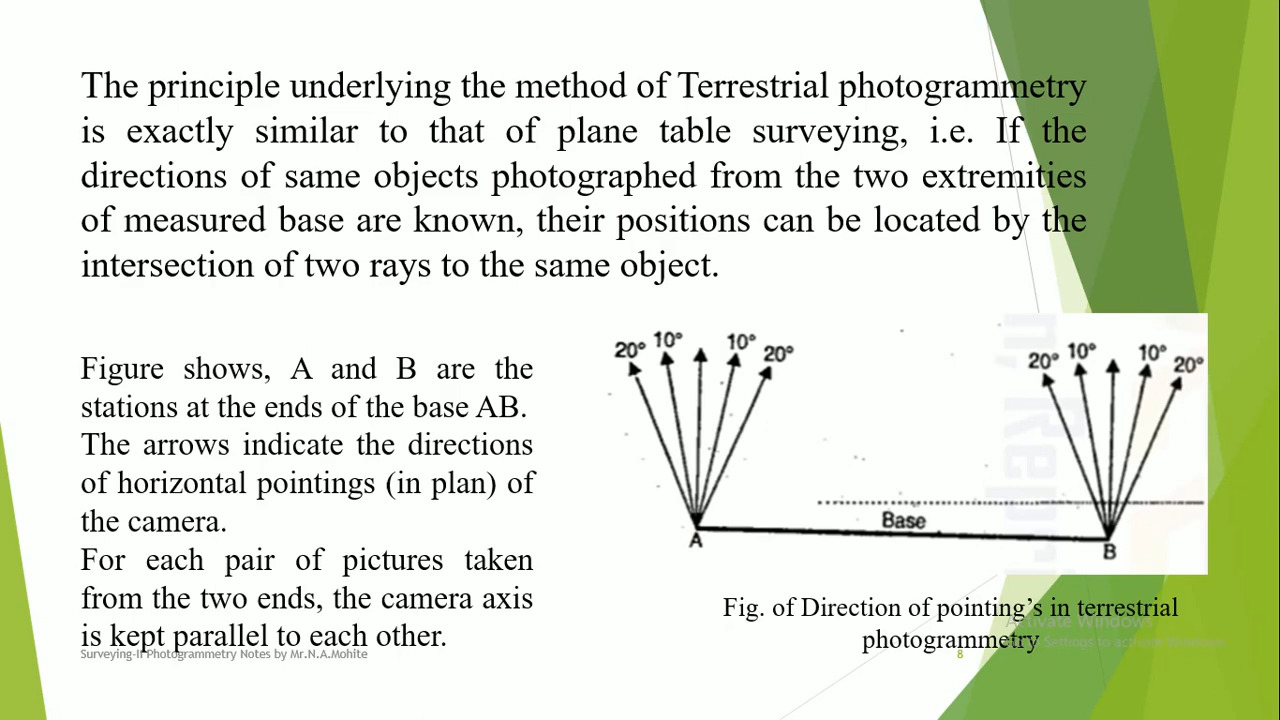 The principle underlying the method of Terrestrial photogrammetry
is exactly similar to that of plane table surveying, i.e. If the
directions of same objects photographed from the two extremities
of measured base are known, their positions can be located by the
intersection of two rays to the same object.
Figure shows, A and B are the
stations at the ends of the base AB.
The arrows indicate the directions
of horizontal pointings (in plan) of
the camera.
For each pair of pictures taken
from the two ends, the camera axis
is kept parallel to each other.
20° 10° 10° 20°
20° 10° 10° 20°
Base
A
B
Fig. of Direction of pointing's in terrestrial
photogrammetry
Activate Windows
Settings to activate Windows
Surveying-II Photogrammetry Notes by Mr.N.A.Mohite
8